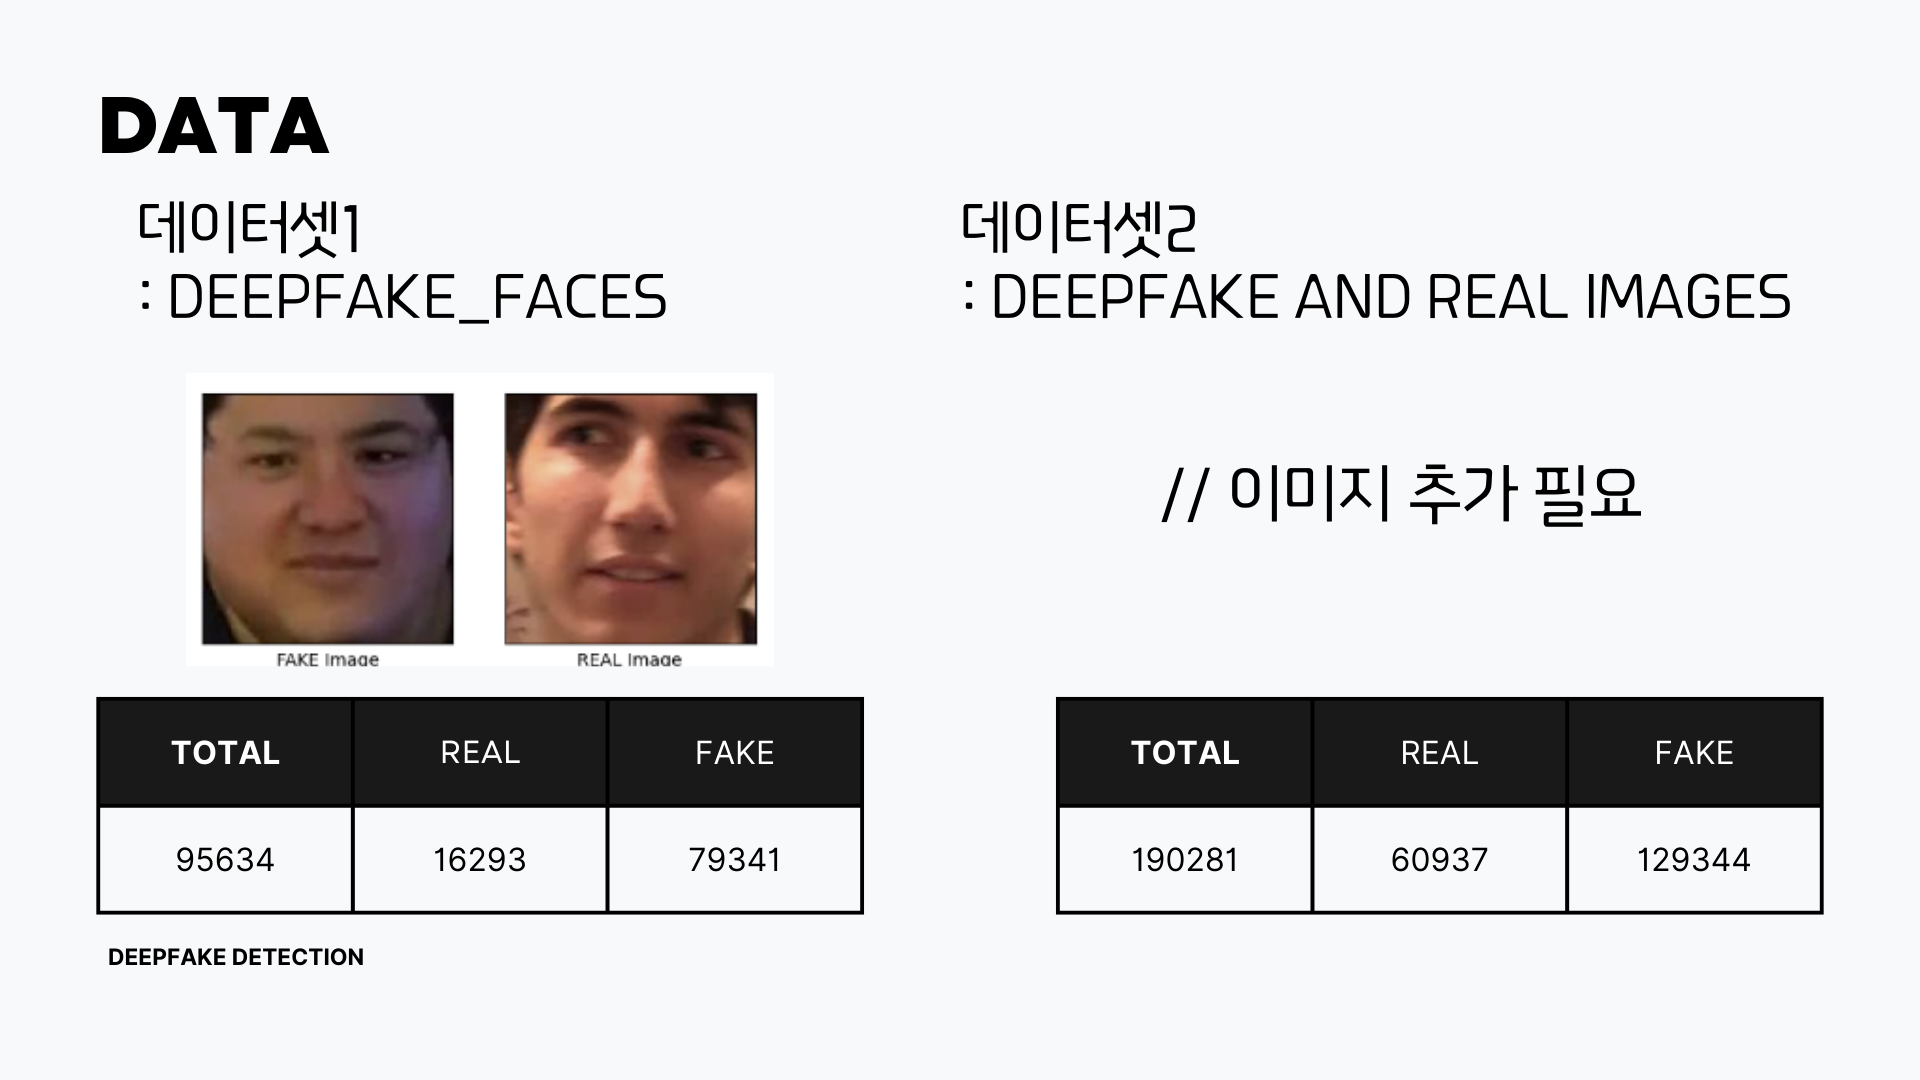 DATA
데이터셋1
: DEEPFAKE_FACES
FAKE Image
REAL Image
TOTAL REAL FAKE
95634 16293 79341
데이터셋2
: DEEPFAKE AND REAL IMAGES
// 이미지 추가 필요
TOTAL REAL FAKE
190281 60937 129344
DEEPFAKE DETECTION